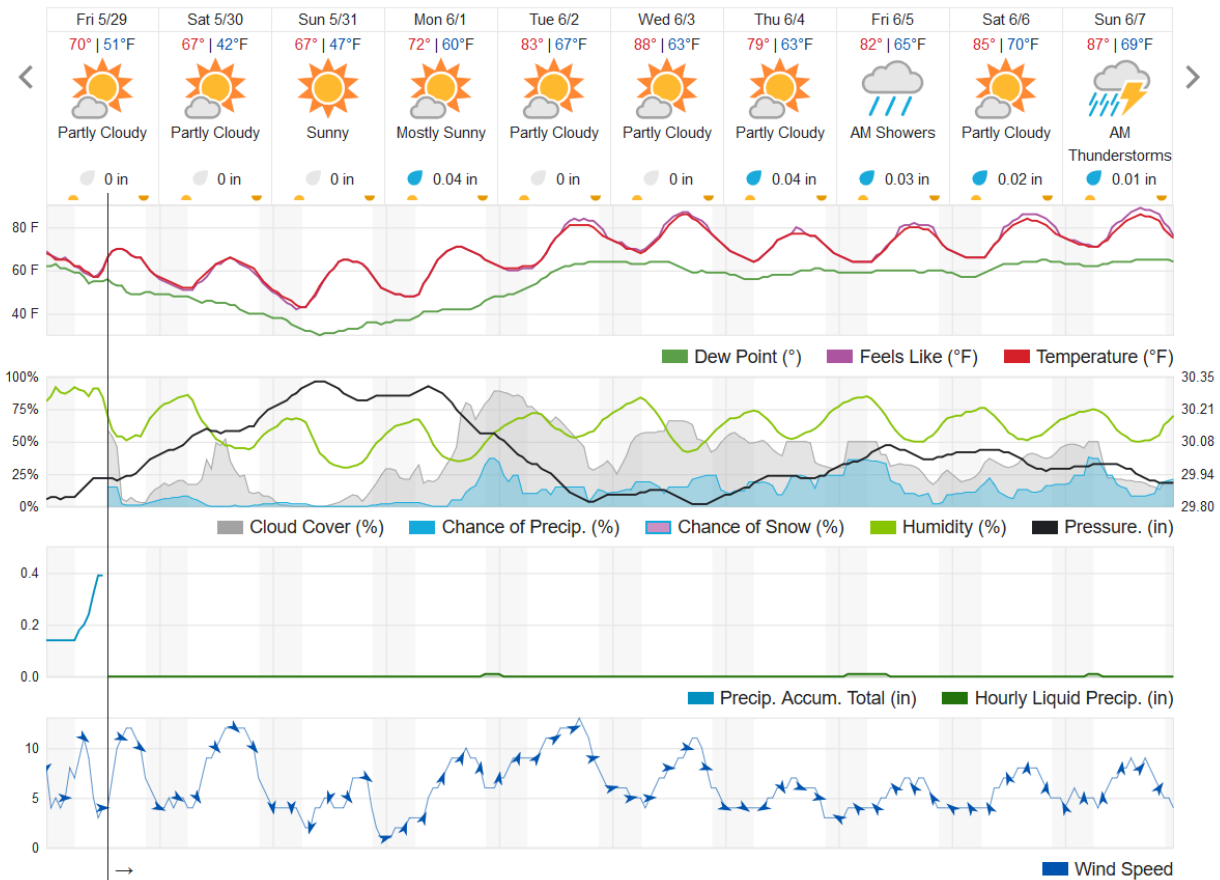 Fri 5/29 Sat 5/30 Sun 5/31 Mon 6/1 Tue 6/2 Wed 6/3 Thu 6/4 Fri 6/5 Sat 6/6 Sun 6/7
70° | 51°F 67° | 42°F 67° | 47°F 72° | 60°F 83° | 67°F 88° | 63°F 79° | 63°F 82° | 65°F 85° | 70°F 87° | 69°F
Partly Cloudy Partly Cloudy Sunny Mostly Sunny Partly Cloudy Partly Cloudy Partly Cloudy AM Showers Partly Cloudy AM
Thunderstorms
0 in 0 in 0 in 0.04 in 0 in 0 in 0.04 in 0.03 in 0.02 in 0.01 in
80 F
60 F
40 F
Dew Point (°) Feels Like (°F) Temperature (°F)
100% 30.35
75% 30.21
50% 30.08
25% 29.94
0% 29.80
Cloud Cover (%) Chance of Precip. (%) Chance of Snow (%) Humidity (%) Pressure. (in)
0.4
0.2
0.0
Precip. Accum. Total (in) Hourly Liquid Precip. (in)
10
5
0
→
Wind Speed